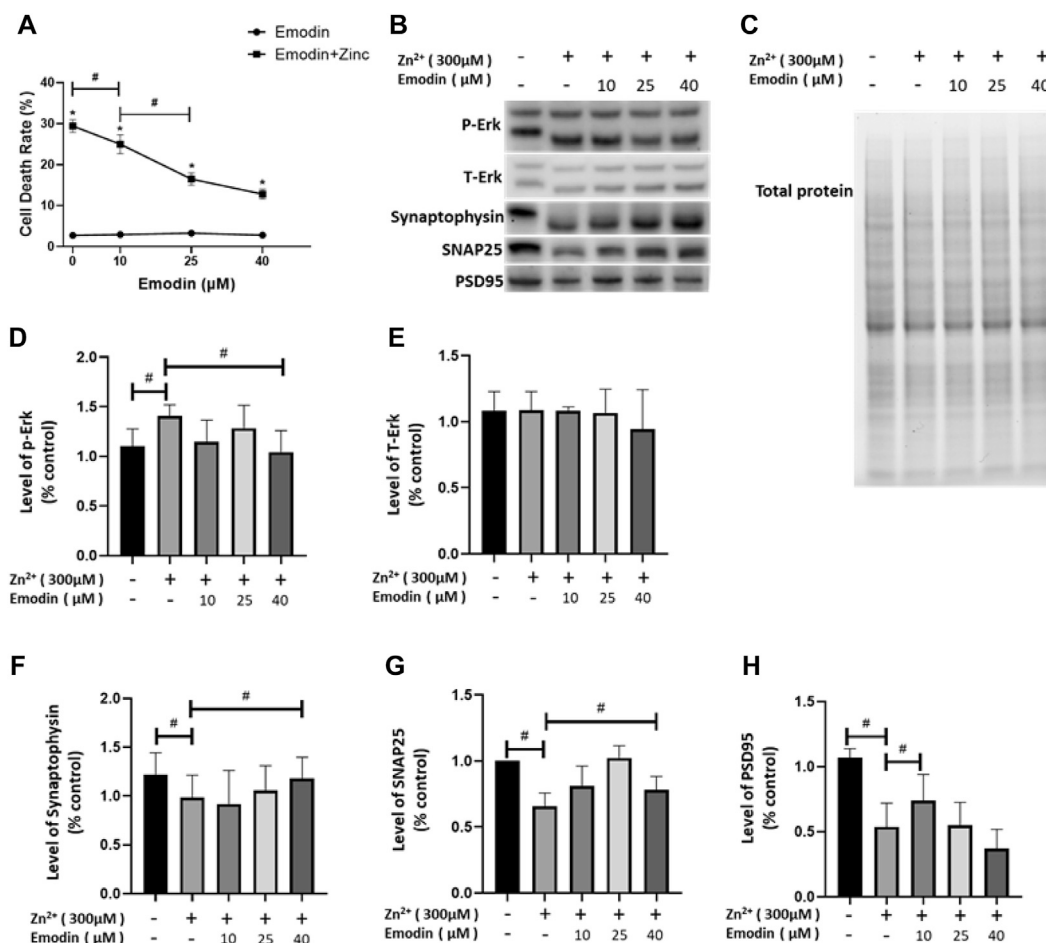 A
Emodin
Emodin+Zinc
Cell Death Rate (%)
40
30
20
10
0
# #
* * * *
0 10 25 40
Emodin (μM)
B
Zn²⁺ ( 300μM ) - + + + +
Emodin ( μM ) - - 10 25 40
P-Erk
T-Erk
Synaptophysin
SNAP25
PSD95
C
Zn²⁺ ( 300μM ) - + + + +
Emodin ( μM ) - - 10 25 40
Total protein
D
Level of p-Erk
(% control)
2.0
1.5
1.0
0.5
0.0
# #
Zn²⁺ ( 300μM ) - + + + +
Emodin ( μM ) - - 10 25 40
E
Level of T-Erk
(% control)
1.5
1.0
0.5
0.0
Zn²⁺ ( 300μM ) - + + + +
Emodin ( μM ) - - 10 25 40
F
Level of Synaptophysin
(% control)
2.0
1.5
1.0
0.5
0.0
# #
Zn²⁺ ( 300μM ) - + + + +
Emodin ( μM ) - - 10 25 40
G
Level of SNAP25
(% control)
1.5
1.0
0.5
0.0
# #
Zn²⁺ ( 300μM ) - + + + +
Emodin ( μM ) - - 10 25 40
H
Level of PSD95
(% control)
1.5
1.0
0.5
0.0
# #
Zn²⁺ ( 300μM ) - + + + +
Emodin ( μM ) - - 10 25 40